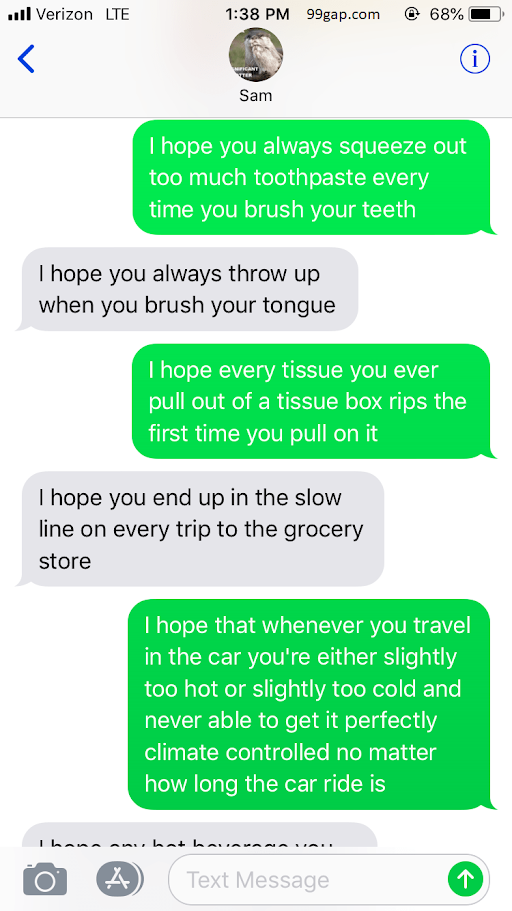 Verizon LTE 1:38 PM 99gap.com 68%
Sam
I hope you always squeeze out
too much toothpaste every
time you brush your teeth
I hope you always throw up
when you brush your tongue
I hope every tissue you ever
pull out of a tissue box rips the
first time you pull on it
I hope you end up in the slow
line on every trip to the grocery
store
I hope that whenever you travel
in the car you're either slightly
too hot or slightly too cold and
never able to get it perfectly
climate controlled no matter
how long the car ride is
I hope any hot beverage you
Text Message